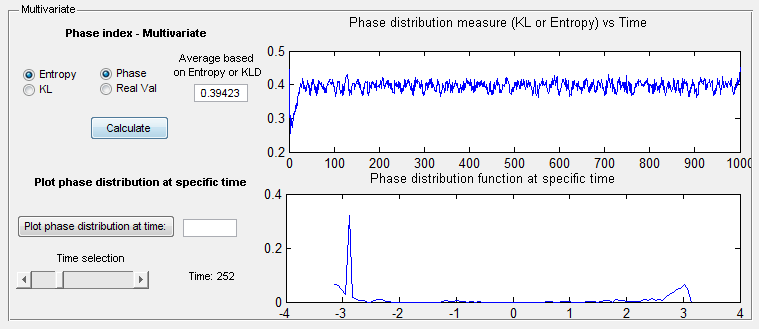 Multivariate
Phase index - Multivariate
Entropy
KL
Phase
Real Val
Average based
on Entropy or KLD
0.39423
Calculate
Phase distribution measure (KL or Entropy) vs Time
0.5
0.4
0.3
0.2
0 100 200 300 400 500 600 700 800 900 1000
Plot phase distribution at specific time
Plot phase distribution at time:
Time selection
Time: 252
Phase distribution function at specific time
0.4
0.2
0
-4 -3 -2 -1 0 1 2 3 4